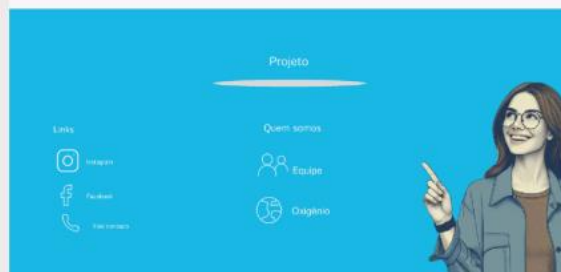 Projeto
Links
Instagram
Facebook
Quem somos
Equipe
Oxigênio